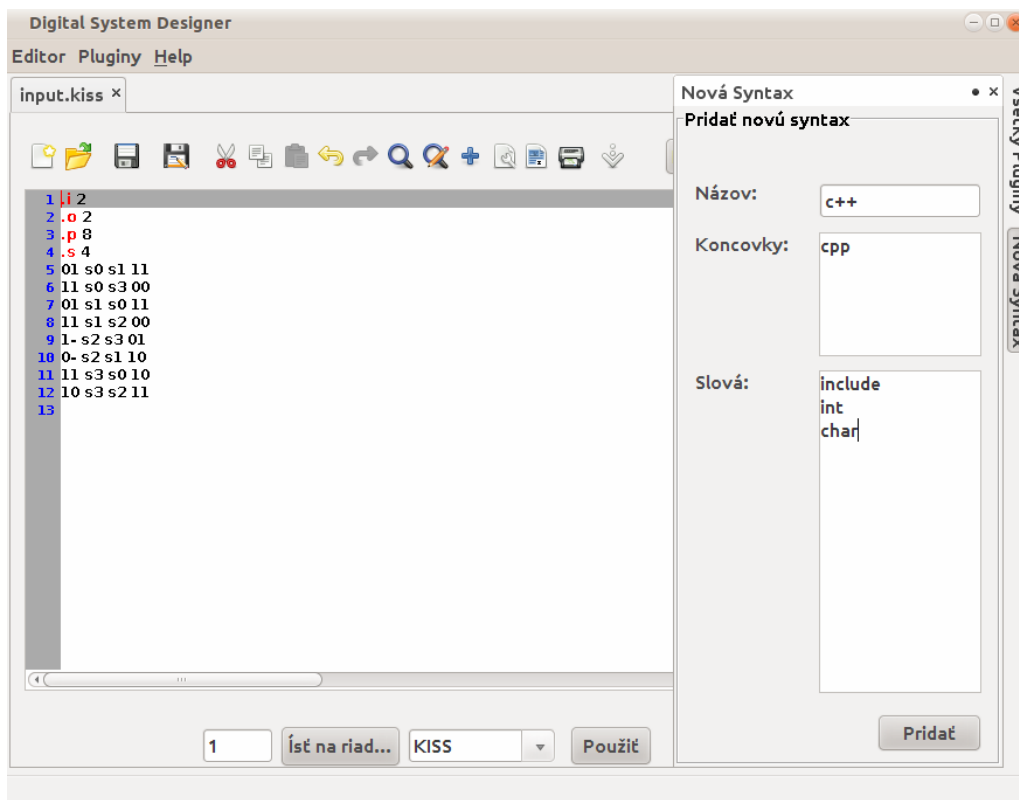 Digital System Designer
Editor Pluginy Help
input.kiss ×
1 .i 2
2 .o 2
3 .p 8
4 .s 4
5 01 s0 s1 11
6 11 s0 s3 00
7 01 s1 s0 11
8 11 s1 s2 00
9 1- s2 s3 01
10 0- s2 s1 10
11 11 s3 s0 10
12 10 s3 s2 11
13
1
Ísť na riad...
KISS
Použiť
Nová Syntax
Pridať novú syntax
Názov:
c++
Koncovky:
cpp
Slová:
include
int
char
Pridať
Všetky Pluginy
Nová Syntax